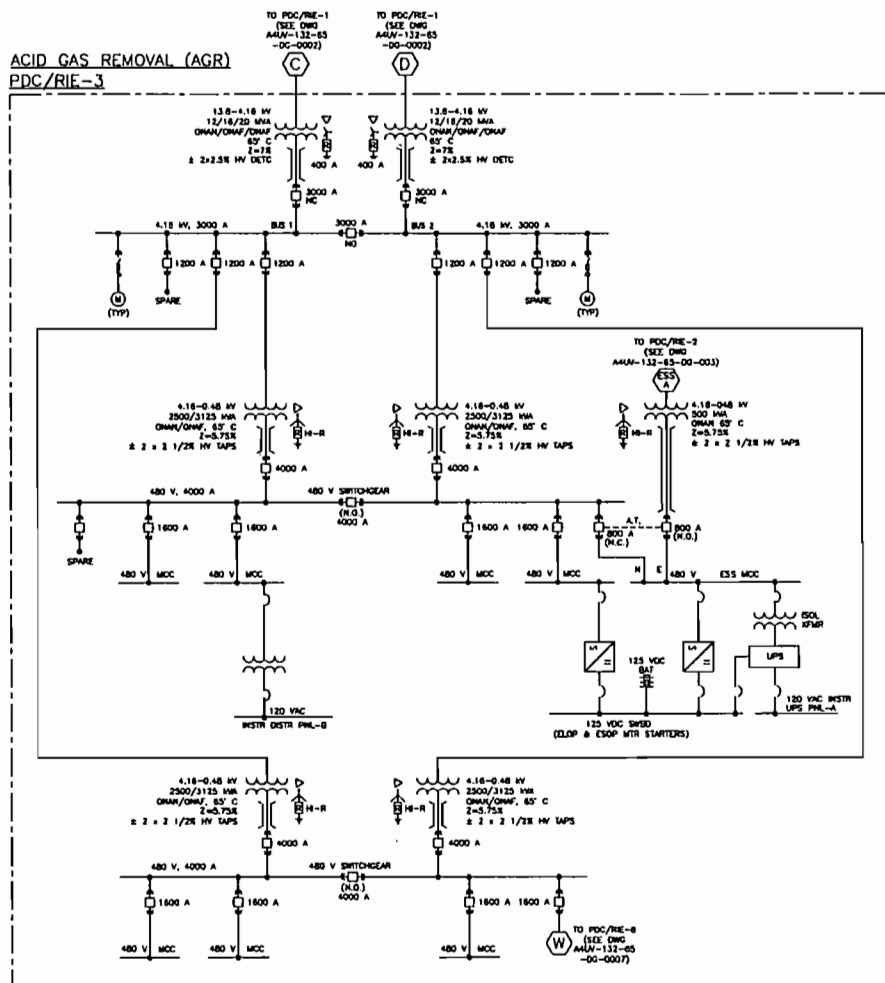 TO PDC/RIE-1
(SEE DWG
A4UV-132-65
-DG-0002)
C
TO PDC/RIE-1
(SEE DWG
A4UV-132-65
-DG-0002)
D
ACID GAS REMOVAL (AGR)
PDC/RIE-3
13.8-4.16 kV
12/16/20 MVA
ONAN/ONAF/ONAF
65° C
Z=7%
± 2x2.5% HV DETC
400 A
3000 A
NC
13.8-4.16 kV
12/16/20 MVA
ONAN/ONAF/ONAF
65° C
Z=7%
± 2x2.5% HV DETC
400 A
3000 A
NC
4.16 kV, 3000 A
BUS 1
3000 A
NO
BUS 2
4.16 kV, 3000 A
M
(TYP)
1200 A
SPARE
1200 A
1200 A
1200 A
1200 A
1200 A
SPARE
M
(TYP)
TO PDC/RIE-2
(SEE DWG
A4UV-132-65-DG-003)
ESS
A
4.16-0.48 kV
2500/3125 kVA
ONAN/ONAF, 65° C
Z=5.75%
± 2 x 2 1/2% HV TAPS
HI-R
4000 A
4.16-0.48 kV
2500/3125 kVA
ONAN/ONAF, 65° C
Z=5.75%
± 2 x 2 1/2% HV TAPS
HI-R
4000 A
4.16-048 kV
500 kVA
ONAN 65° C
Z=5.75%
± 2 x 2 1/2% HV TAPS
HI-R
480 V, 4000 A
480 V SWITCHGEAR
(N.O.)
4000 A
SPARE
1600 A
1600 A
1600 A
1600 A
A.T.
800 A
(N.C.)
800 A
(N.O.)
480 V MCC
480 V MCC
480 V MCC
480 V MCC
N
E
480 V
ESS MCC
ISOL
XFMR
UPS
125 VDC
BAT
120 VAC
INSTR DISTR PNL-B
125 VDC SWBD
(ELOP & ESOP MTR STARTERS)
120 VAC INSTR
UPS PNL-A
4.16-0.48 kV
2500/3125 kVA
ONAN/ONAF, 65° C
Z=5.75%
± 2 x 2 1/2% HV TAPS
HI-R
4000 A
4.16-0.48 kV
2500/3125 kVA
ONAN/ONAF, 65° C
Z=5.75%
± 2 x 2 1/2% HV TAPS
HI-R
4000 A
480 V, 4000 A
480 V SWITCHGEAR
(N.O.)
4000 A
1600 A
1600 A
1600 A
1600 A
480 V MCC
480 V MCC
480 V MCC
W
TO PDC/RIE-6
(SEE DWG
A4UV-132-65
-DG-0007)